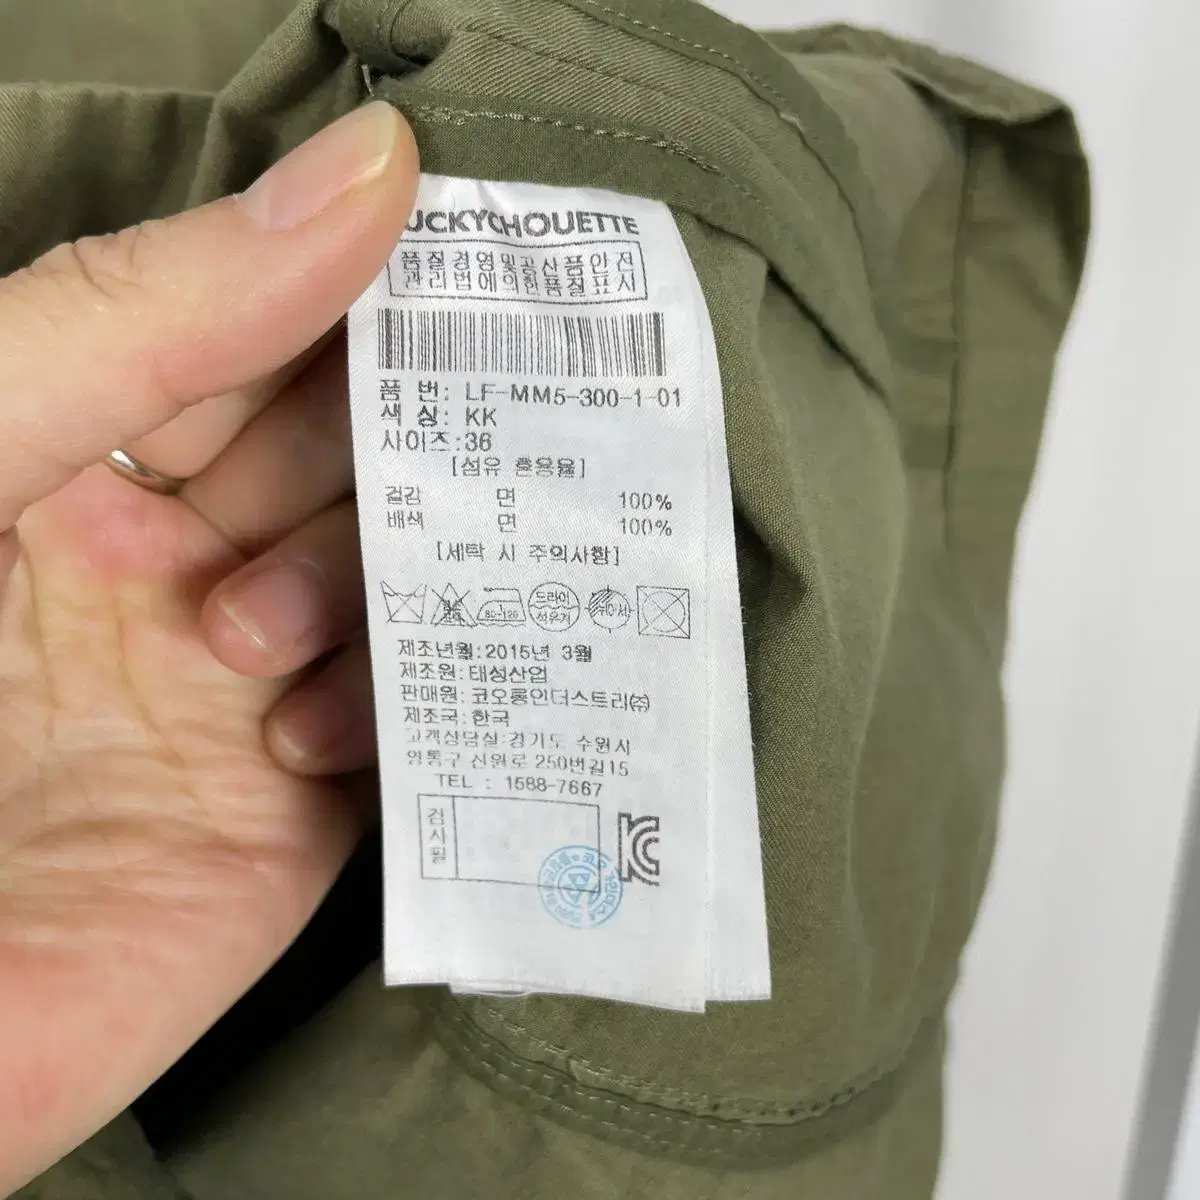 UCKYCHOUETTE
품질경영및공산품안전
관리법에의한품질표시
품 번: LF-MM5-300-1-01
색 상: KK
사이즈:36
[섬유 혼용율]
겉감 면 100%
배색 면 100%
[세탁 시 주의사항]
80-120
드라이
석유계
제조년월:2015년 3월
제조원:태성산업
판매원:코오롱인더스트리㈜
제조국:한국
고객상담실:경기도 수원시
영통구 신원로 250번길15
TEL : 1588-7667
검사필